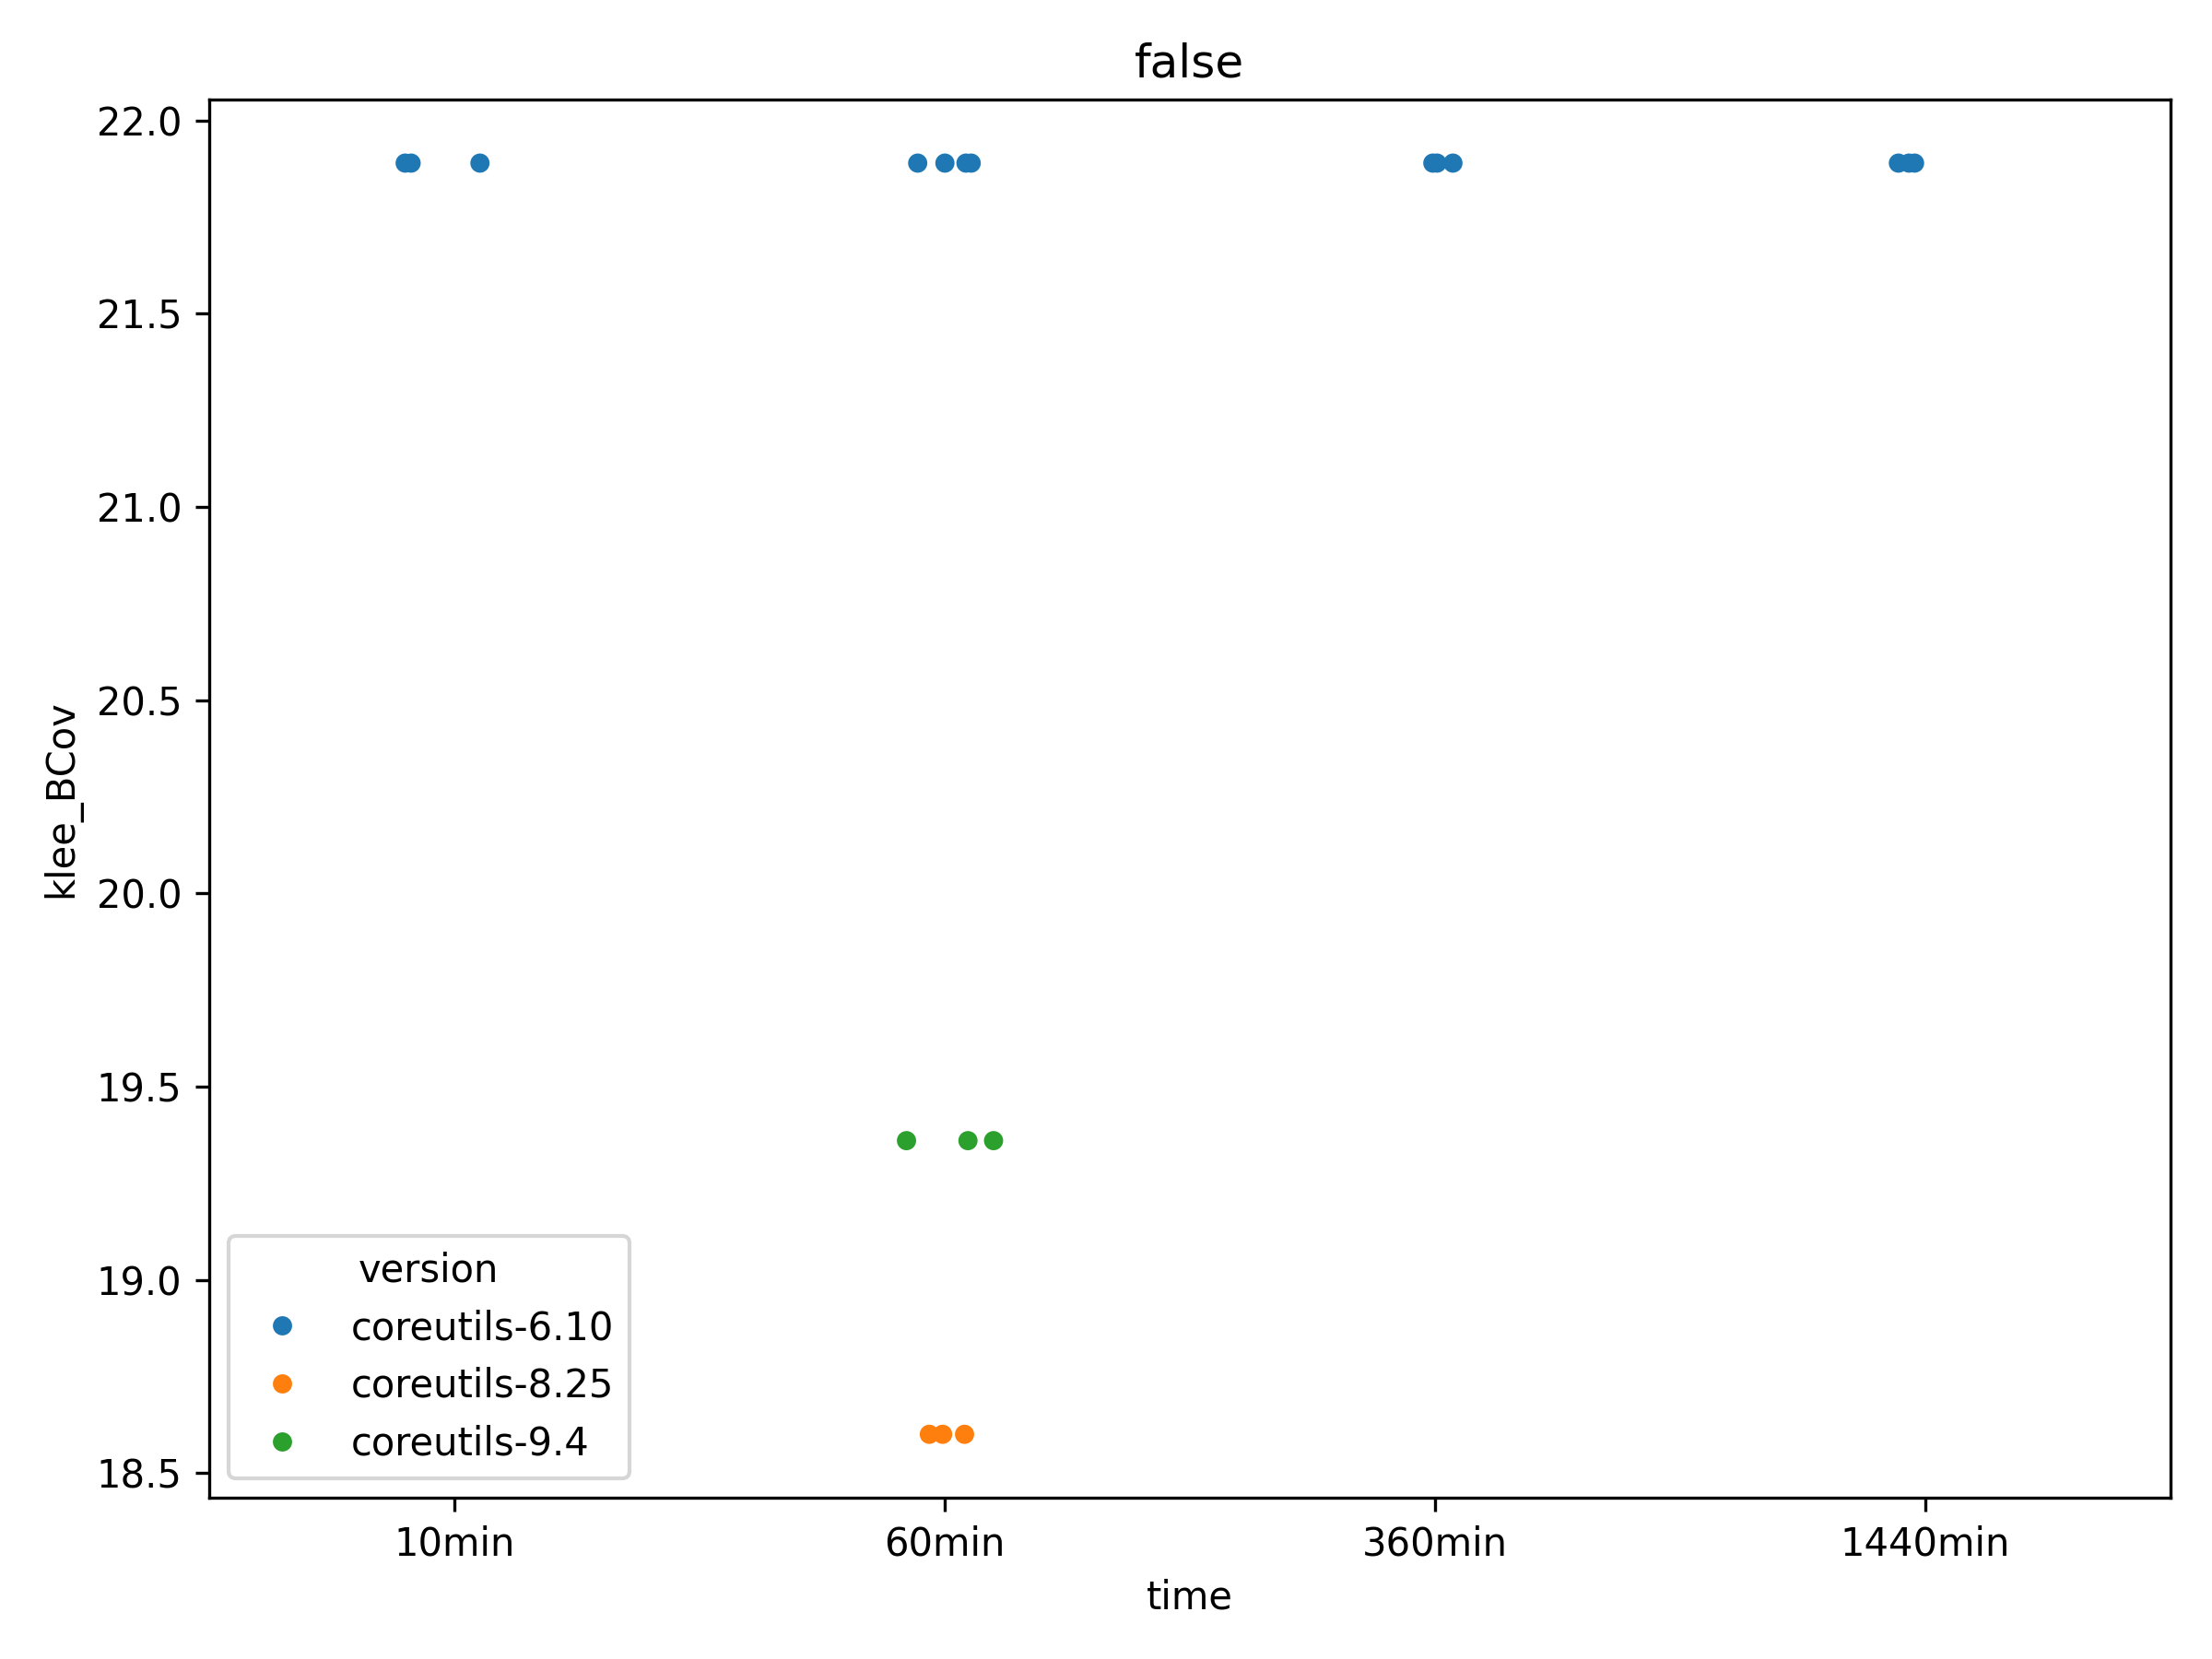 false
22.0
21.5
21.0
20.5
20.0
19.5
19.0
18.5
klee_BCov
version
coreutils-6.10
coreutils-8.25
coreutils-9.4
10min 60min 360min 1440min
time